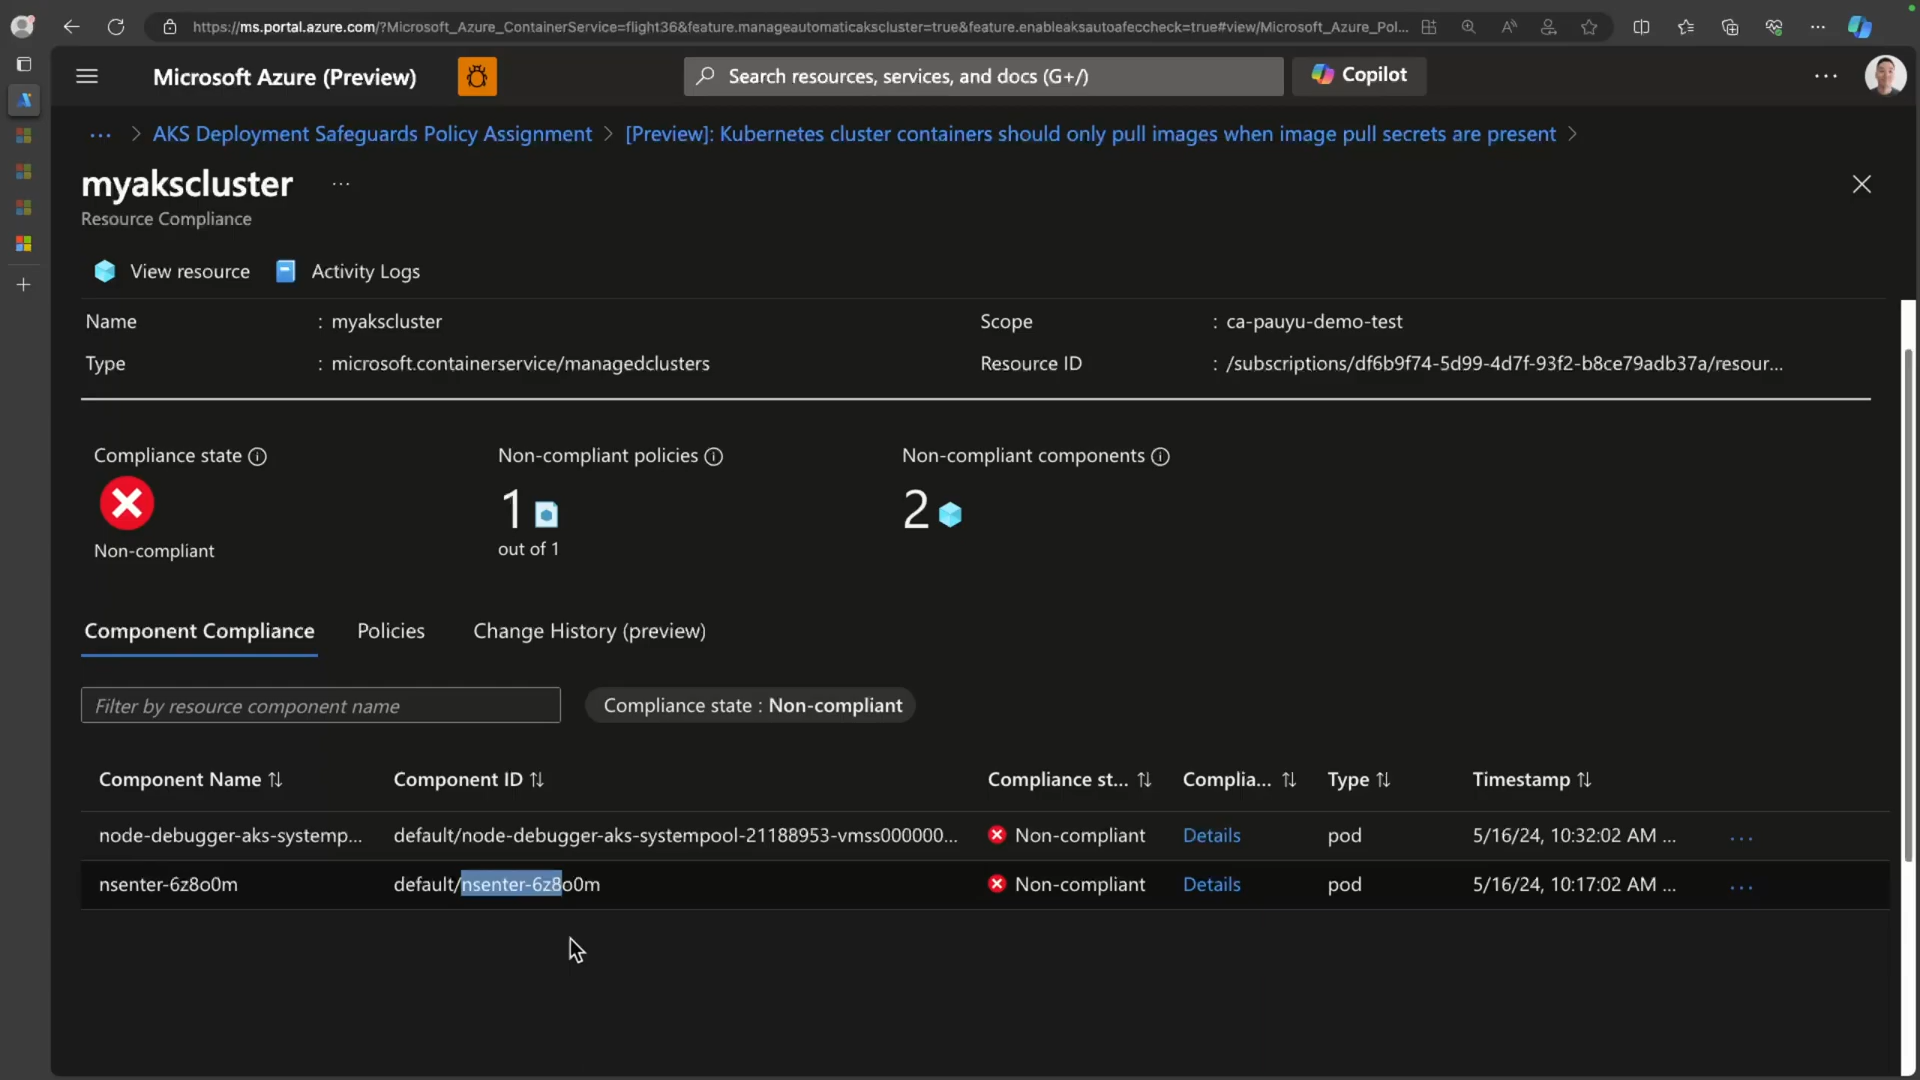 https://ms.portal.azure.com/?Microsoft_Azure_ContainerService=flight36&feature.manageautomaticakscluster=true&feature.enableaksautoafeccheck=true#view/Microsoft_Azure_Pol...
Microsoft Azure (Preview)
Search resources, services, and docs (G+/)
Copilot
... > AKS Deployment Safeguards Policy Assignment > [Preview]: Kubernetes cluster containers should only pull images when image pull secrets are present >
myakscluster ...
Resource Compliance
View resource Activity Logs
Name : myakscluster Scope : ca-pauyu-demo-test
Type : microsoft.containerservice/managedclusters Resource ID : /subscriptions/df6b9f74-5d99-4d7f-93f2-b8ce79adb37a/resour...
Compliance state Non-compliant policies Non-compliant components
1 2
Non-compliant out of 1
Component Compliance Policies Change History (preview)
Filter by resource component name Compliance state : Non-compliant
Component Name Component ID Compliance st... Complia... Type Timestamp
node-debugger-aks-systemp... default/node-debugger-aks-systempool-21188953-vmss000000... Non-compliant Details pod 5/16/24, 10:32:02 AM ... ...
nsenter-6z8o0m default/nsenter-6z8o0m Non-compliant Details pod 5/16/24, 10:17:02 AM ... ...